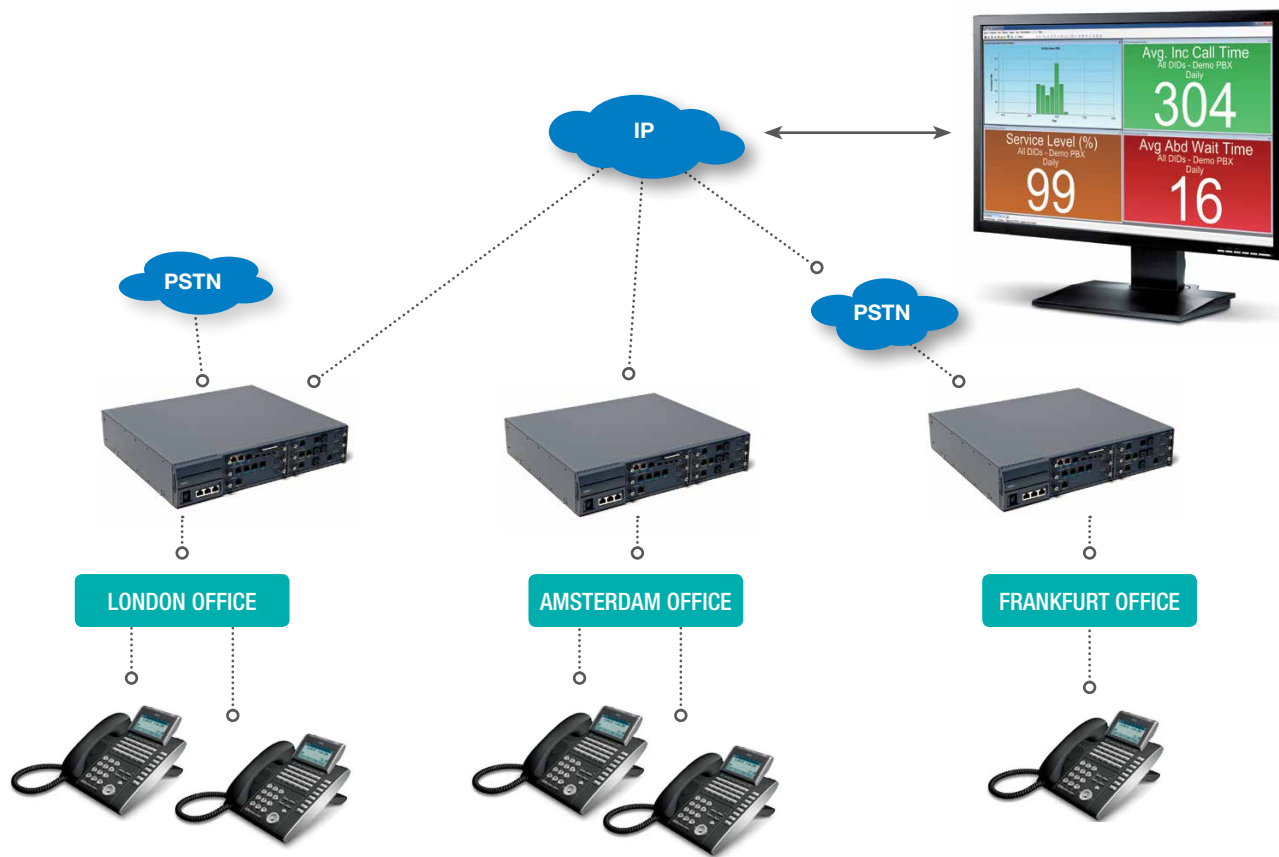 IP
Avg. Inc Call Time
All DIDs - Demo PBX
Daily
304
Service Level (%)
All DIDs - Demo PBX
Daily
99
Avg Abd Wait Time
All DIDs - Demo PBX
Daily
16
PSTN
PSTN
LONDON OFFICE
AMSTERDAM OFFICE
FRANKFURT OFFICE